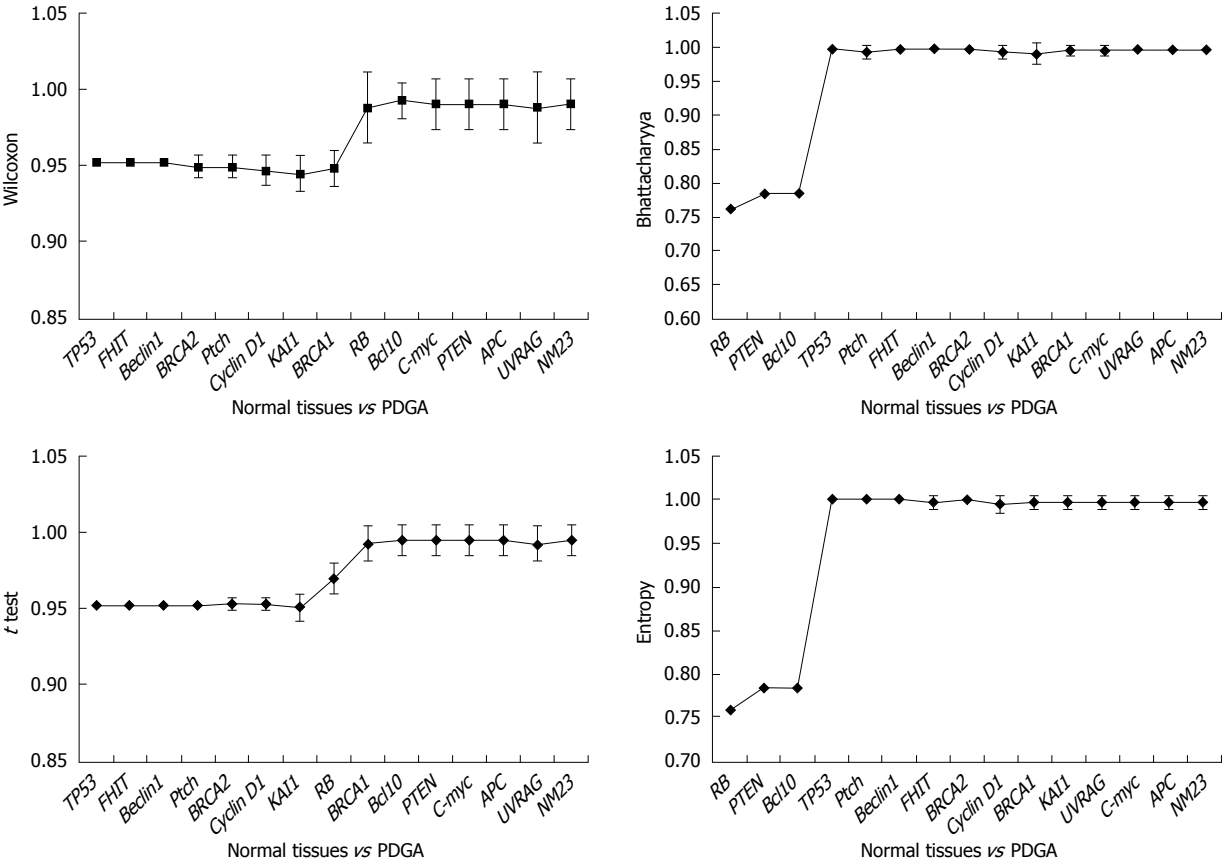 1.05
1.00
0.95
0.90
0.85
Wilcoxon
TP53
FHIT
Beclin1
BRCA2
Ptch
Cyclin D1
KAI1
BRCA1
RB
Bcl10
C-myc
PTEN
APC
UVRAG
NM23
Normal tissues vs PDGA
1.05
1.00
0.95
0.90
0.85
0.80
0.75
0.70
0.65
0.60
Bhattacharyya
RB
PTEN
Bcl10
TP53
Ptch
FHIT
Beclin1
BRCA2
Cyclin D1
KAI1
BRCA1
C-myc
UVRAG
APC
NM23
Normal tissues vs PDGA
1.05
1.00
0.95
0.90
0.85
t test
TP53
FHIT
Beclin1
Ptch
BRCA2
Cyclin D1
KAI1
RB
BRCA1
Bcl10
PTEN
C-myc
APC
UVRAG
NM23
Normal tissues vs PDGA
1.05
1.00
0.95
0.90
0.85
0.80
0.75
0.70
Entropy
RB
PTEN
Bcl10
TP53
Ptch
Beclin1
FHIT
BRCA2
Cyclin D1
BRCA1
KAI1
UVRAG
C-myc
APC
NM23
Normal tissues vs PDGA